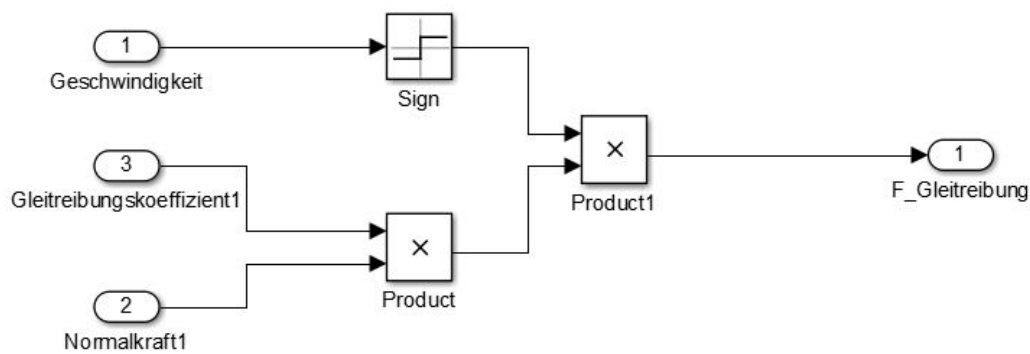 1
Geschwindigkeit
Sign
3
Gleitreibungskoeffizient1
×
Product1
1
F_Gleitreibung
×
Product
2
Normalkraft1